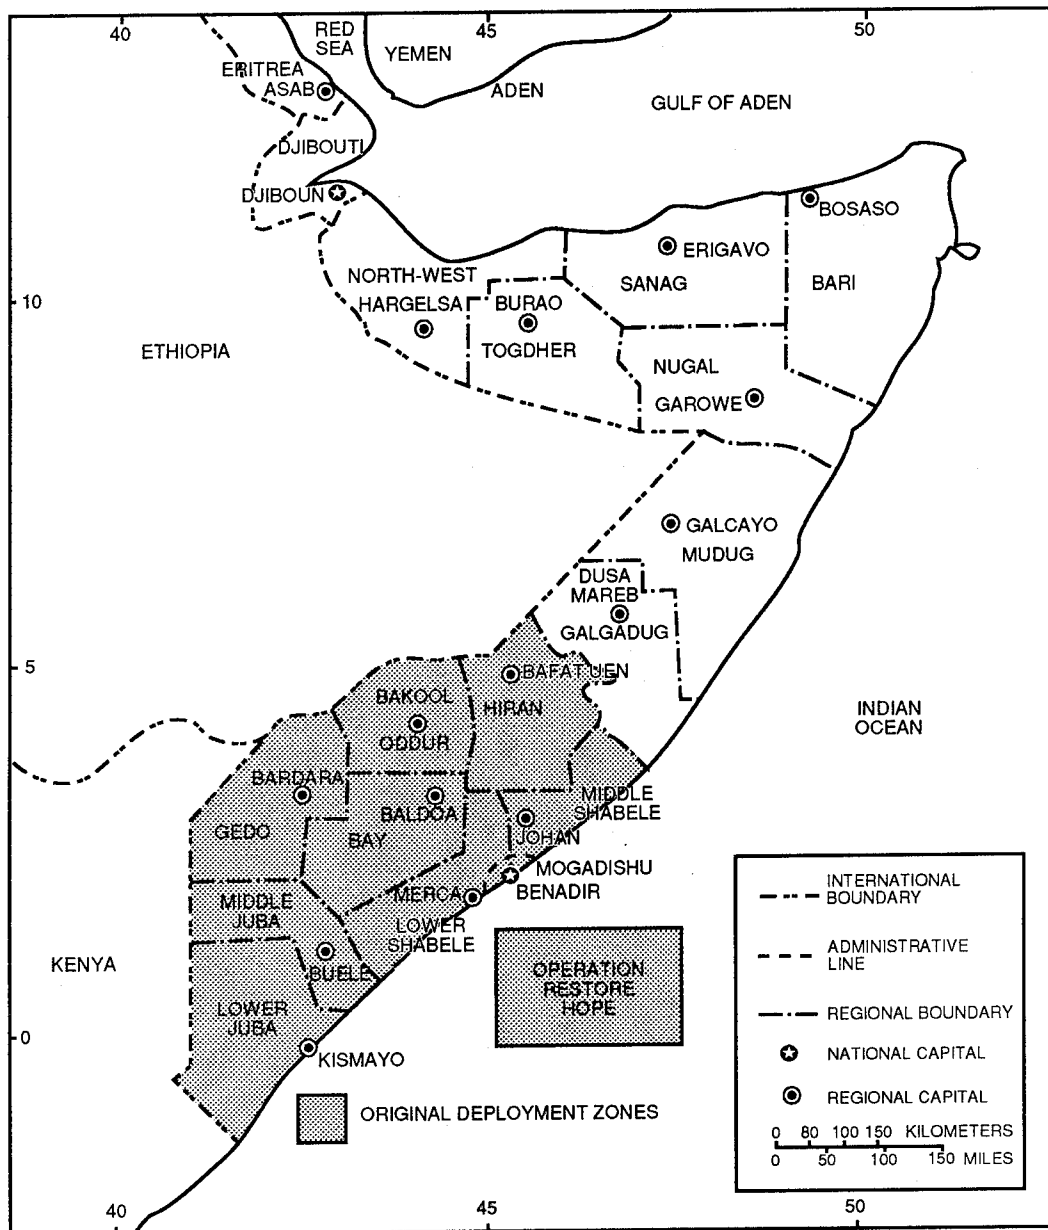 40
45
50
RED
SEA
YEMEN
ERITREA
ASAB
ADEN
GULF OF ADEN
DJIBOUTI
DJIBOUN
BOSASO
ERIGAVO
NORTH-WEST
SANAG
BARI
10
HARGELSA
BURAO
ETHIOPIA
TOGDHER
NUGAL
GAROWE
GALCAYO
MUDUG
DUSA
MAREB
GALGADUG
5
BAFAT UEN
BAKOOL
HIRAN
INDIAN
OCEAN
ODDUR
BARDARA
BALDOA
MIDDLE
SHABELE
GEDO
BAY
JOHAN
MOGADISHU
BENADIR
MERCA
MIDDLE
JUBA
LOWER
SHABELE
KENYA
BUELE
OPERATION
RESTORE
HOPE
LOWER
JUBA
0
KISMAYO
ORIGINAL DEPLOYMENT ZONES
INTERNATIONAL
BOUNDARY
ADMINISTRATIVE
LINE
REGIONAL BOUNDARY
NATIONAL CAPITAL
REGIONAL CAPITAL
0 80 100 150 KILOMETERS
0 50 100 150 MILES
40
45
50